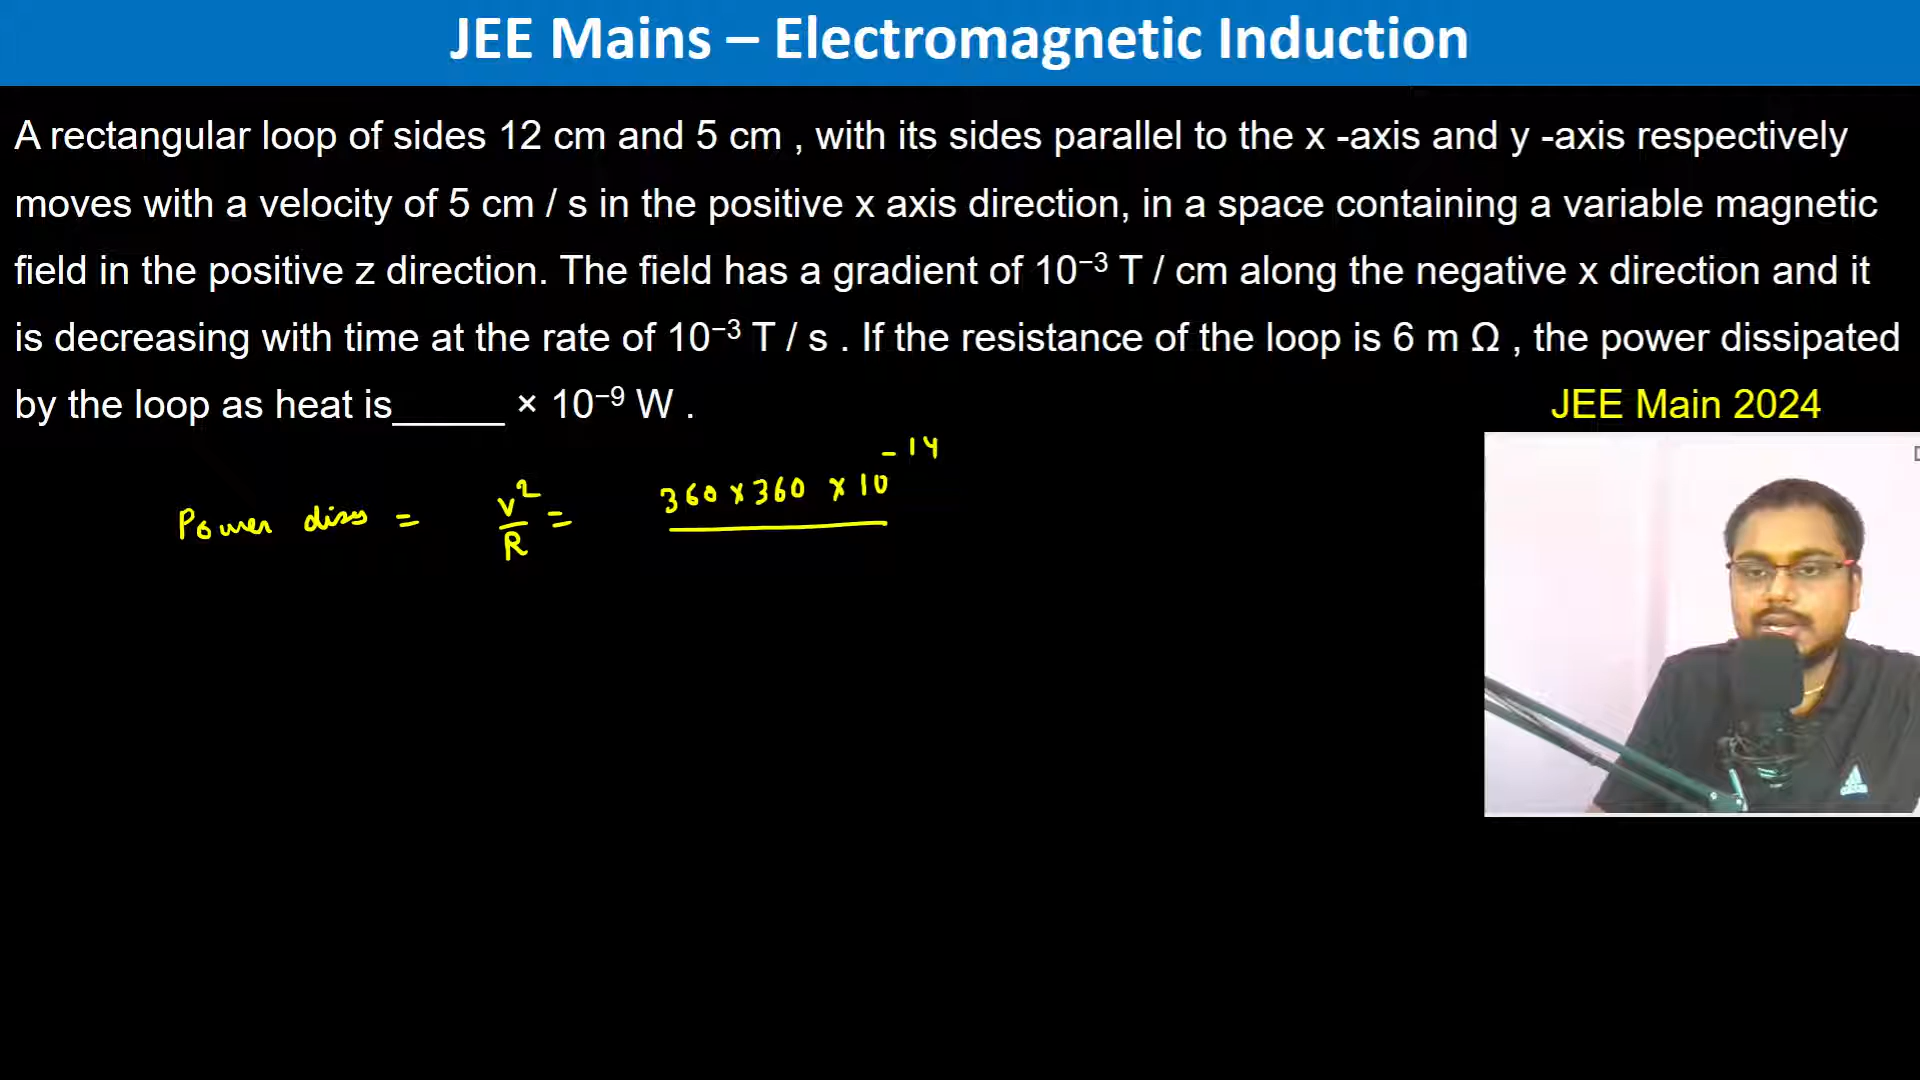 JEE Mains – Electromagnetic Induction
A rectangular loop of sides 12 cm and 5 cm , with its sides parallel to the x -axis and y -axis respectively
moves with a velocity of 5 cm / s in the positive x axis direction, in a space containing a variable magnetic
field in the positive z direction. The field has a gradient of 10⁻³ T / cm along the negative x direction and it
is decreasing with time at the rate of 10⁻³ T / s . If the resistance of the loop is 6 m Ω , the power dissipated
by the loop as heat is_____ × 10⁻⁹ W .
JEE Main 2024
Power diss = v²/R = 360 x 360 x 10⁻¹⁴
adidas